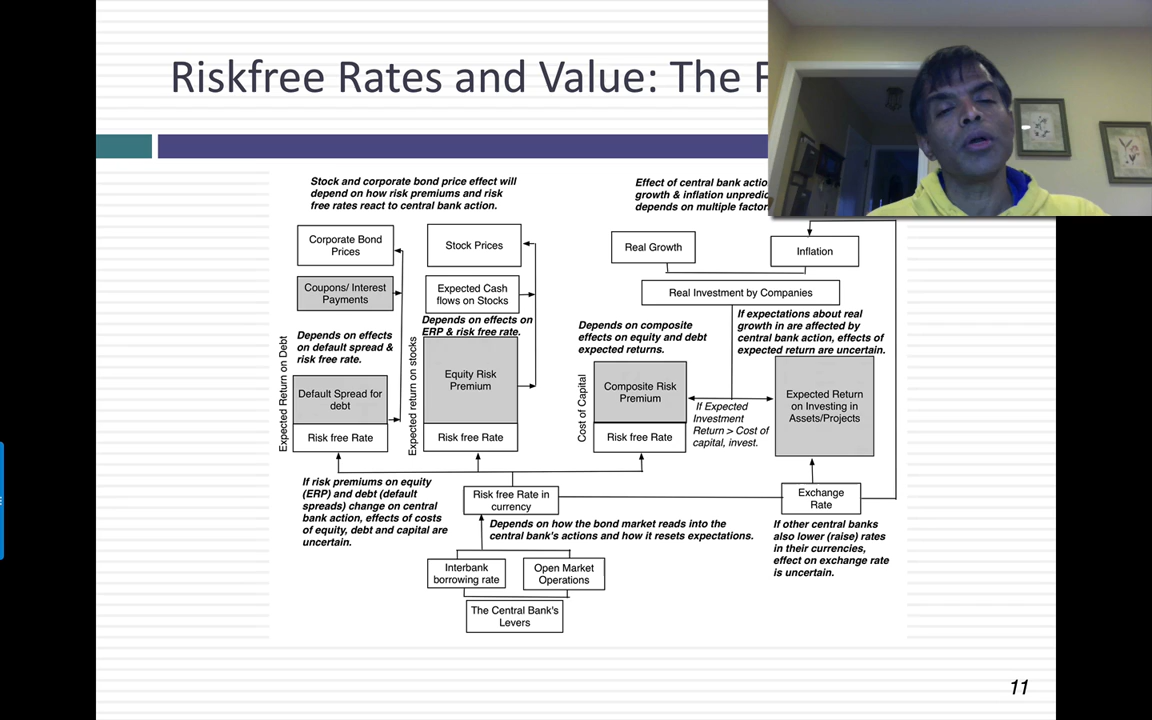 Riskfree Rates and Value: The
Stock and corporate bond price effect will
depend on how risk premiums and risk
free rates react to central bank action.
Effect of central bank actio
growth & inflation unpredic
depends on multiple factor
Corporate Bond
Prices
Stock Prices
Real Growth
Inflation
Coupons/ Interest
Payments
Expected Cash
flows on Stocks
Real Investment by Companies
Depends on effects on
ERP & risk free rate.
Depends on effects
on default spread &
risk free rate.
Depends on composite
effects on equity and debt
expected returns.
If expectations about real
growth in are affected by
central bank action, effects of
expected return are uncertain.
Expected Return on Debt
Default Spread for
debt
Risk free Rate
Expected return on stocks
Equity Risk
Premium
Risk free Rate
Cost of Capital
Composite Risk
Premium
Risk free Rate
If Expected
Investment
Return > Cost of
capital, invest.
Expected Return
on Investing in
Assets/Projects
If risk premiums on equity
(ERP) and debt (default
spreads) change on central
bank action, effects of costs
of equity, debt and capital are
uncertain.
Risk free Rate in
currency
Exchange
Rate
Depends on how the bond market reads into the
central bank's actions and how it resets expectations.
If other central banks
also lower (raise) rates
in their currencies,
effect on exchange rate
is uncertain.
Interbank
borrowing rate
Open Market
Operations
The Central Bank's
Levers
11